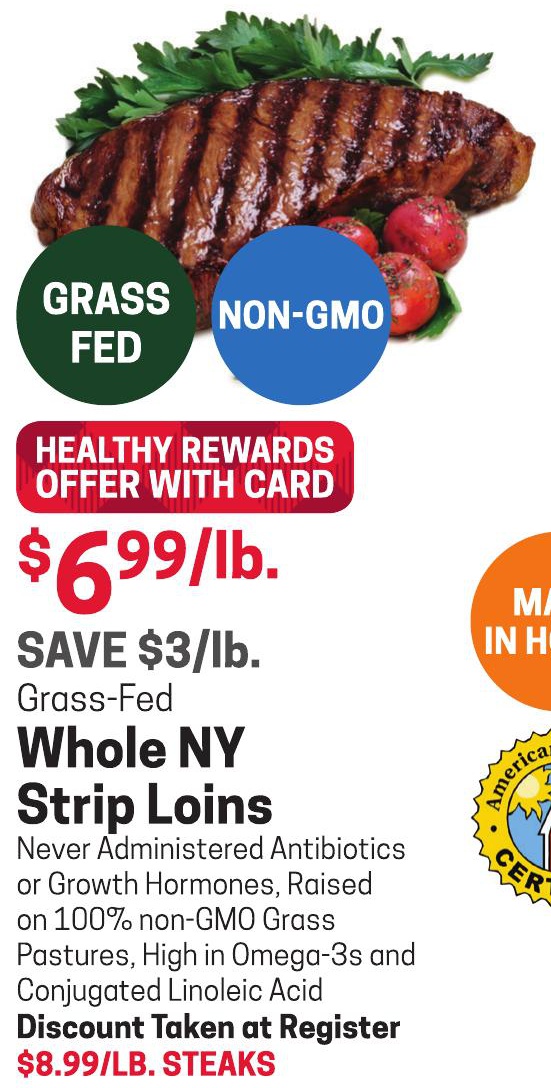 GRASS
FED
NON-GMO
HEALTHY REWARDS
OFFER WITH CARD
$6.99/lb.
SAVE $3/lb.
Grass-Fed
Whole NY
Strip Loins
Never Administered Antibiotics
or Growth Hormones, Raised
on 100% non-GMO Grass
Pastures, High in Omega-3s and
Conjugated Linoleic Acid
Discount Taken at Register
$8.99/LB. STEAKS
IN
American